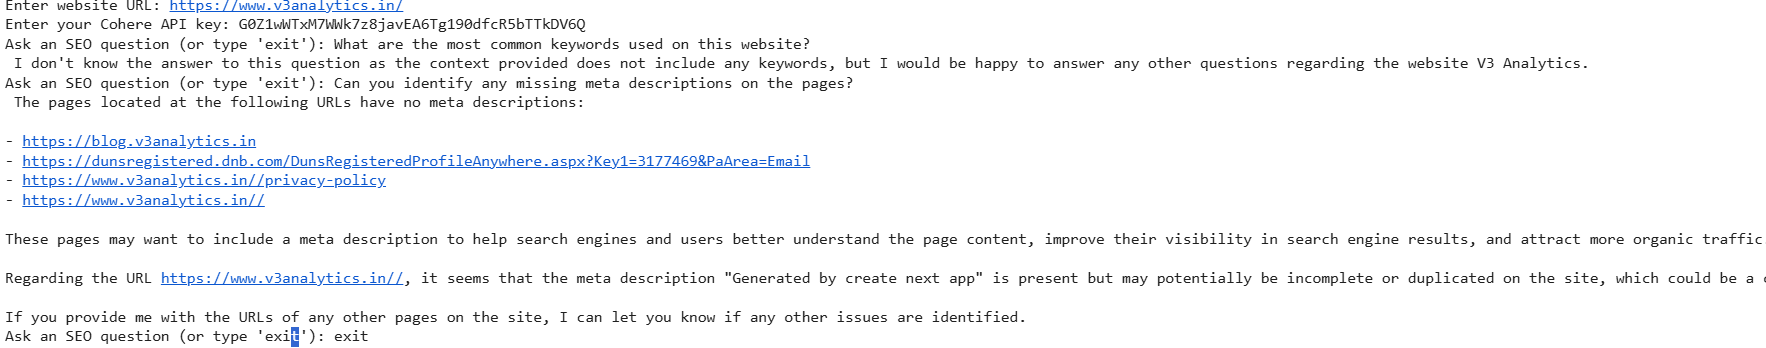 Enter website URL: https://www.v3analytics.in/
Enter your Cohere API key: G0Z1wWTxM7WWk7z8javEA6Tg190dfcR5bTTkDV6Q
Ask an SEO question (or type 'exit'): What are the most common keywords used on this website?
I don't know the answer to this question as the context provided does not include any keywords, but I would be happy to answer any other questions regarding the website V3 Analytics.
Ask an SEO question (or type 'exit'): Can you identify any missing meta descriptions on the pages?
The pages located at the following URLs have no meta descriptions:
- https://blog.v3analytics.in
- https://dunsregistered.dnb.com/DunsRegisteredProfileAnywhere.aspx?Key1=3177469&PaArea=Email
- https://www.v3analytics.in//privacy-policy
- https://www.v3analytics.in//
These pages may want to include a meta description to help search engines and users better understand the page content, improve their visibility in search engine results, and attract more organic traffic
Regarding the URL https://www.v3analytics.in//, it seems that the meta description "Generated by create next app" is present but may potentially be incomplete or duplicated on the site, which could be a
If you provide me with the URLs of any other pages on the site, I can let you know if any other issues are identified.
Ask an SEO question (or type 'exit'): exit